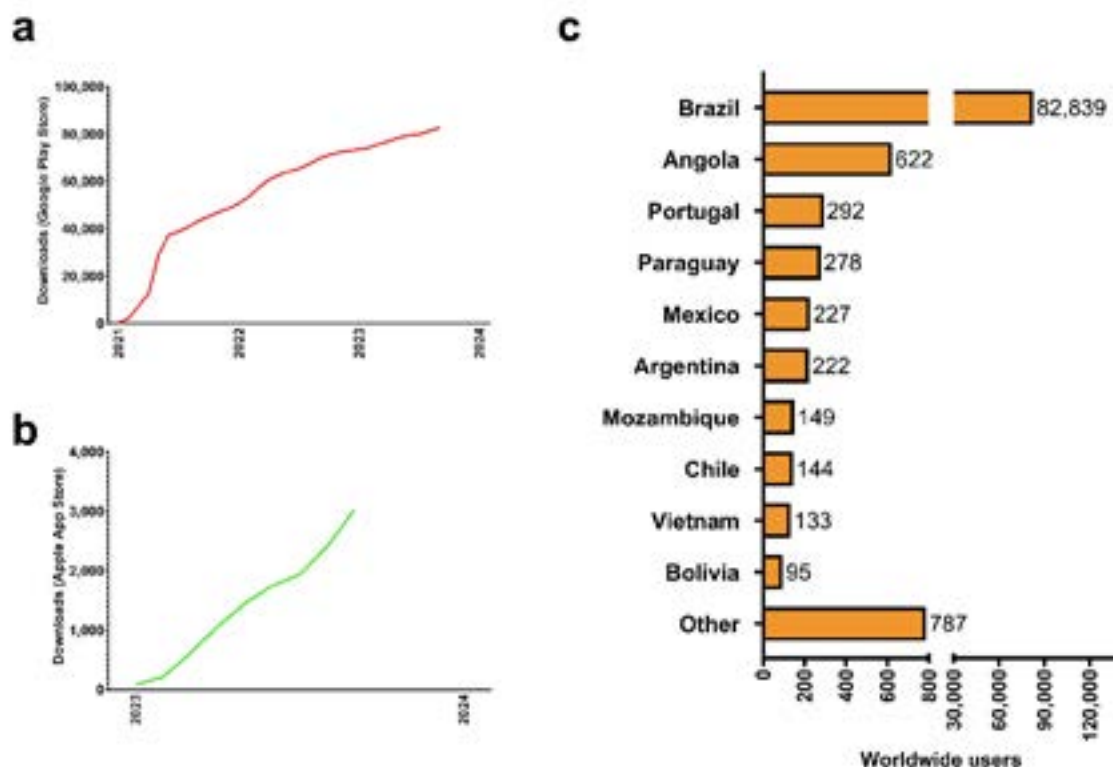 a
Downloads (Google Play Store)
100,000
80,000
60,000
40,000
20,000
0
2021
2022
2023
2024
b
Downloads (Apple App Store)
4,000
3,000
2,000
1,000
0
2023
2024
c
Brazil 82,839
Angola 622
Portugal 292
Paraguay 278
Mexico 227
Argentina 222
Mozambique 149
Chile 144
Vietnam 133
Bolivia 95
Other 787
0 200 400 600 800 30,000 60,000 90,000 120,000
Worldwide users